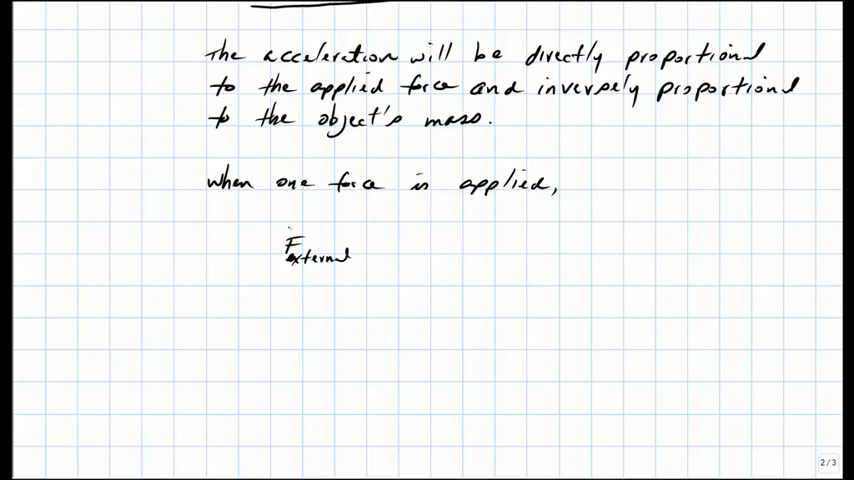 The acceleration will be directly proportional
to the applied force and inversely proportional
to the object's mass.
When one force is applied,
F external
2/3